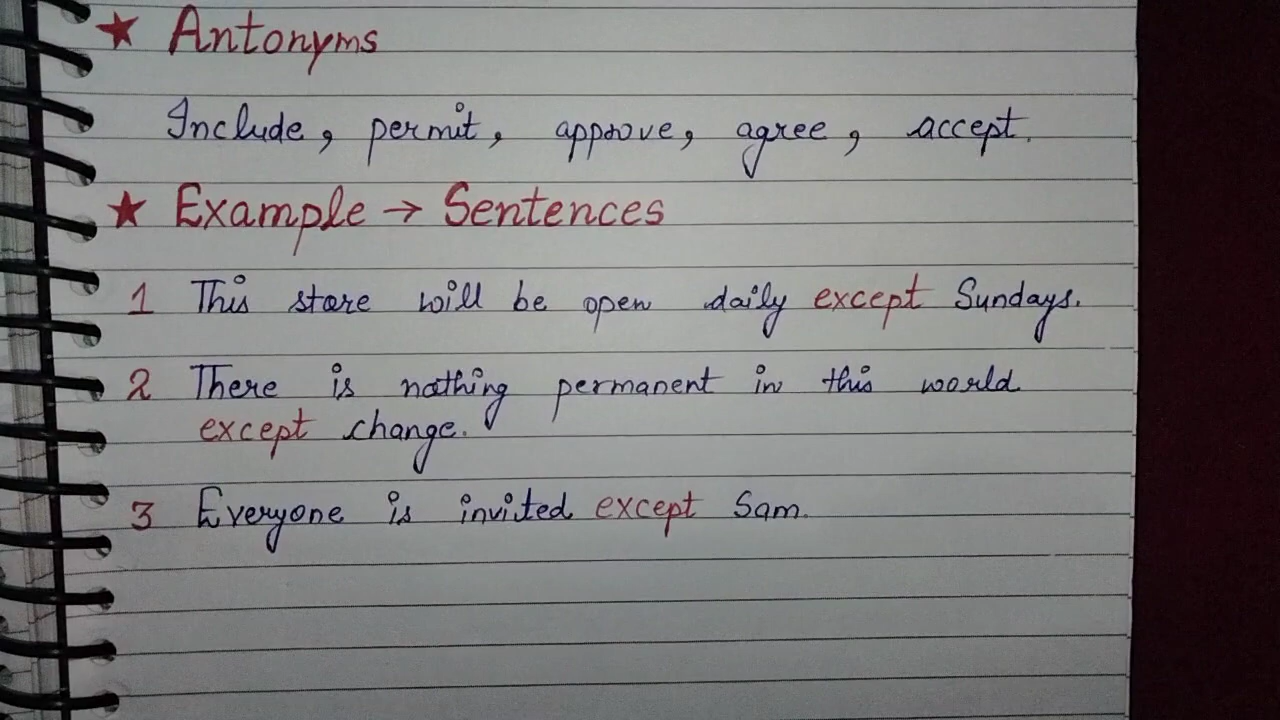 ★ Antonyms
Include, permit, approve, agree, accept.
★ Example → Sentences
1 This store will be open daily except Sundays.
2 There is nothing permanent in this world
except change.
3 Everyone is invited except Sam.